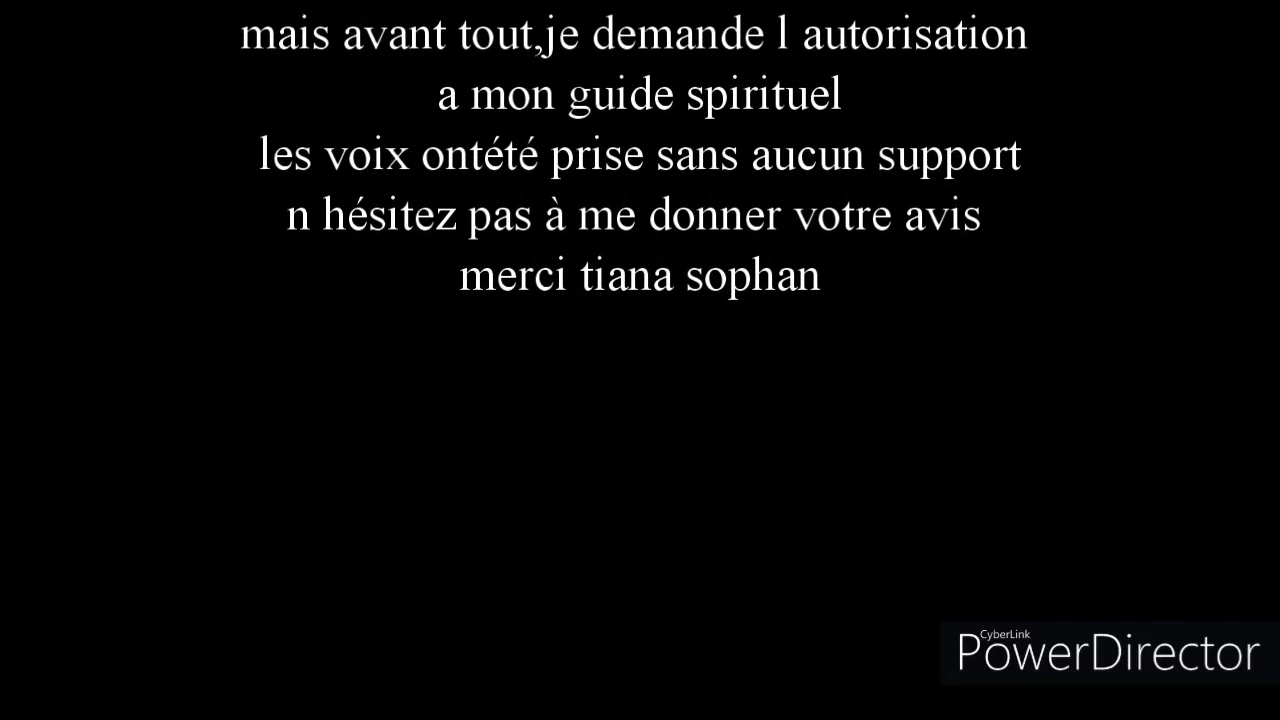 mais avant tout,je demande l autorisation
a mon guide spirituel
les voix ontété prise sans aucun support
n hésitez pas à me donner votre avis
merci tiana sophan
CyberLink
PowerDirector